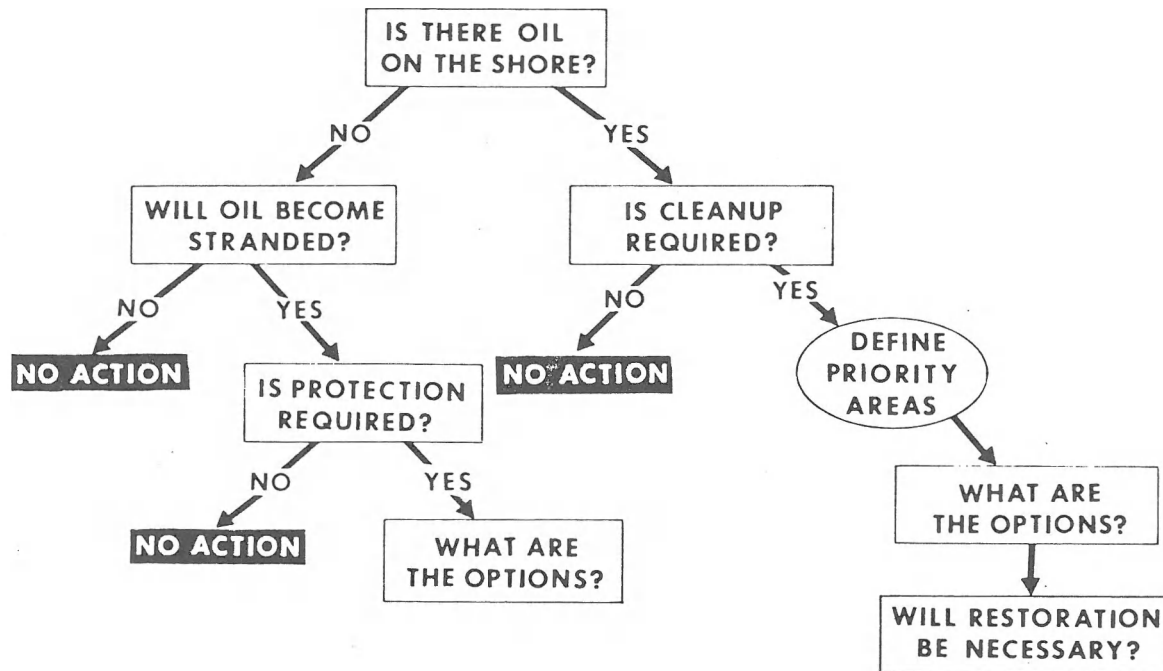 IS THERE OIL
ON THE SHORE?
NO
YES
WILL OIL BECOME
STRANDED?
IS CLEANUP
REQUIRED?
NO
YES
NO
YES
NO ACTION
IS PROTECTION
REQUIRED?
NO ACTION
DEFINE
PRIORITY
AREAS
NO
YES
NO ACTION
WHAT ARE
THE OPTIONS?
WHAT ARE
THE OPTIONS?
WILL RESTORATION
BE NECESSARY?